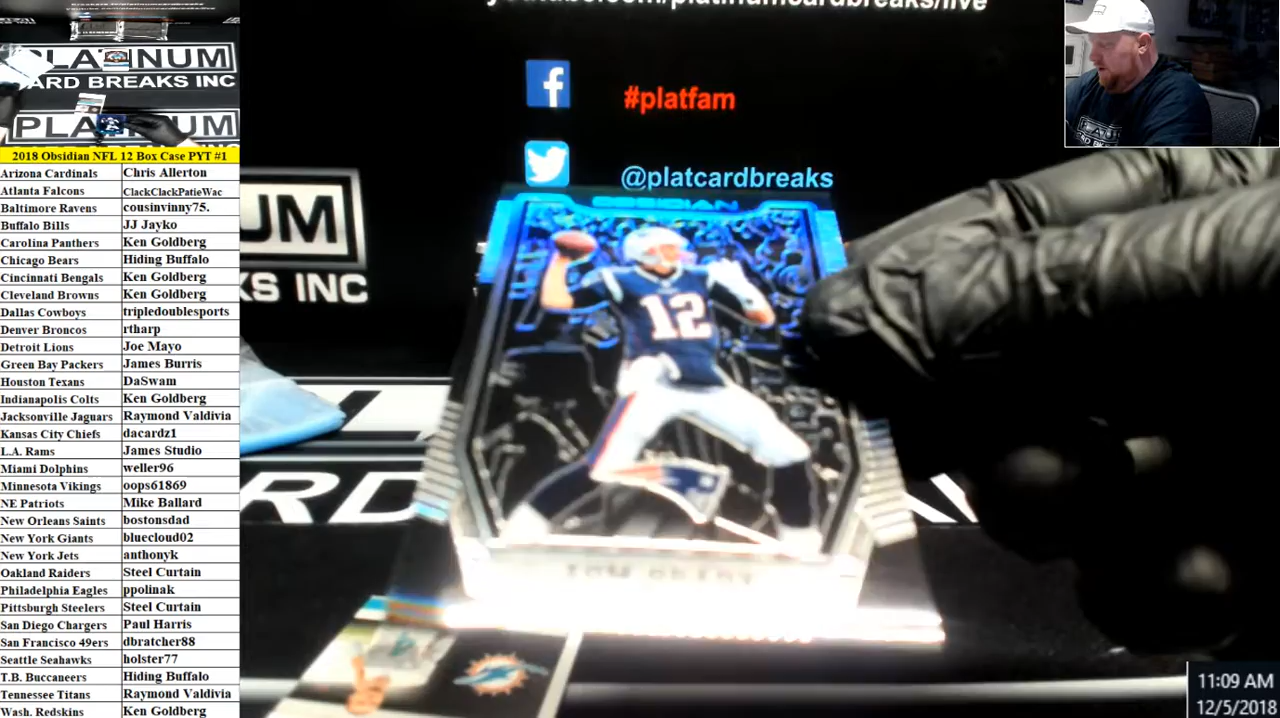 youtube.com/platinumcardbreaks/live
PLATINUM
CARD BREAKS INC
PLATINUM
2018 Obsidian NFL 12 Box Case PYT #1
Arizona Cardinals Chris Allerton
Atlanta Falcons ClackClackPatieWac
Baltimore Ravens cousinvinny75.
Buffalo Bills JJ Jayko
Carolina Panthers Ken Goldberg
Chicago Bears Hiding Buffalo
Cincinnati Bengals Ken Goldberg
Cleveland Browns Ken Goldberg
Dallas Cowboys tripledoublesports
Denver Broncos rtharp
Detroit Lions Joe Mayo
Green Bay Packers James Burris
Houston Texans DaSwam
Indianapolis Colts Ken Goldberg
Jacksonville Jaguars Raymond Valdivia
Kansas City Chiefs dacardz1
L.A. Rams James Studio
Miami Dolphins weller96
Minnesota Vikings oops61869
NE Patriots Mike Ballard
New Orleans Saints bostonsdad
New York Giants bluecloud02
New York Jets anthonyk
Oakland Raiders Steel Curtain
Philadelphia Eagles ppolinak
Pittsburgh Steelers Steel Curtain
San Diego Chargers Paul Harris
San Francisco 49ers dbratcher88
Seattle Seahawks holster77
T.B. Buccaneers Hiding Buffalo
Tennessee Titans Raymond Valdivia
Wash. Redskins Ken Goldberg
#platfam
@platcardbreaks
OBSIDIAN
12
TOM BRADY
UM
KS INC
RD
11:09 AM
12/5/2018